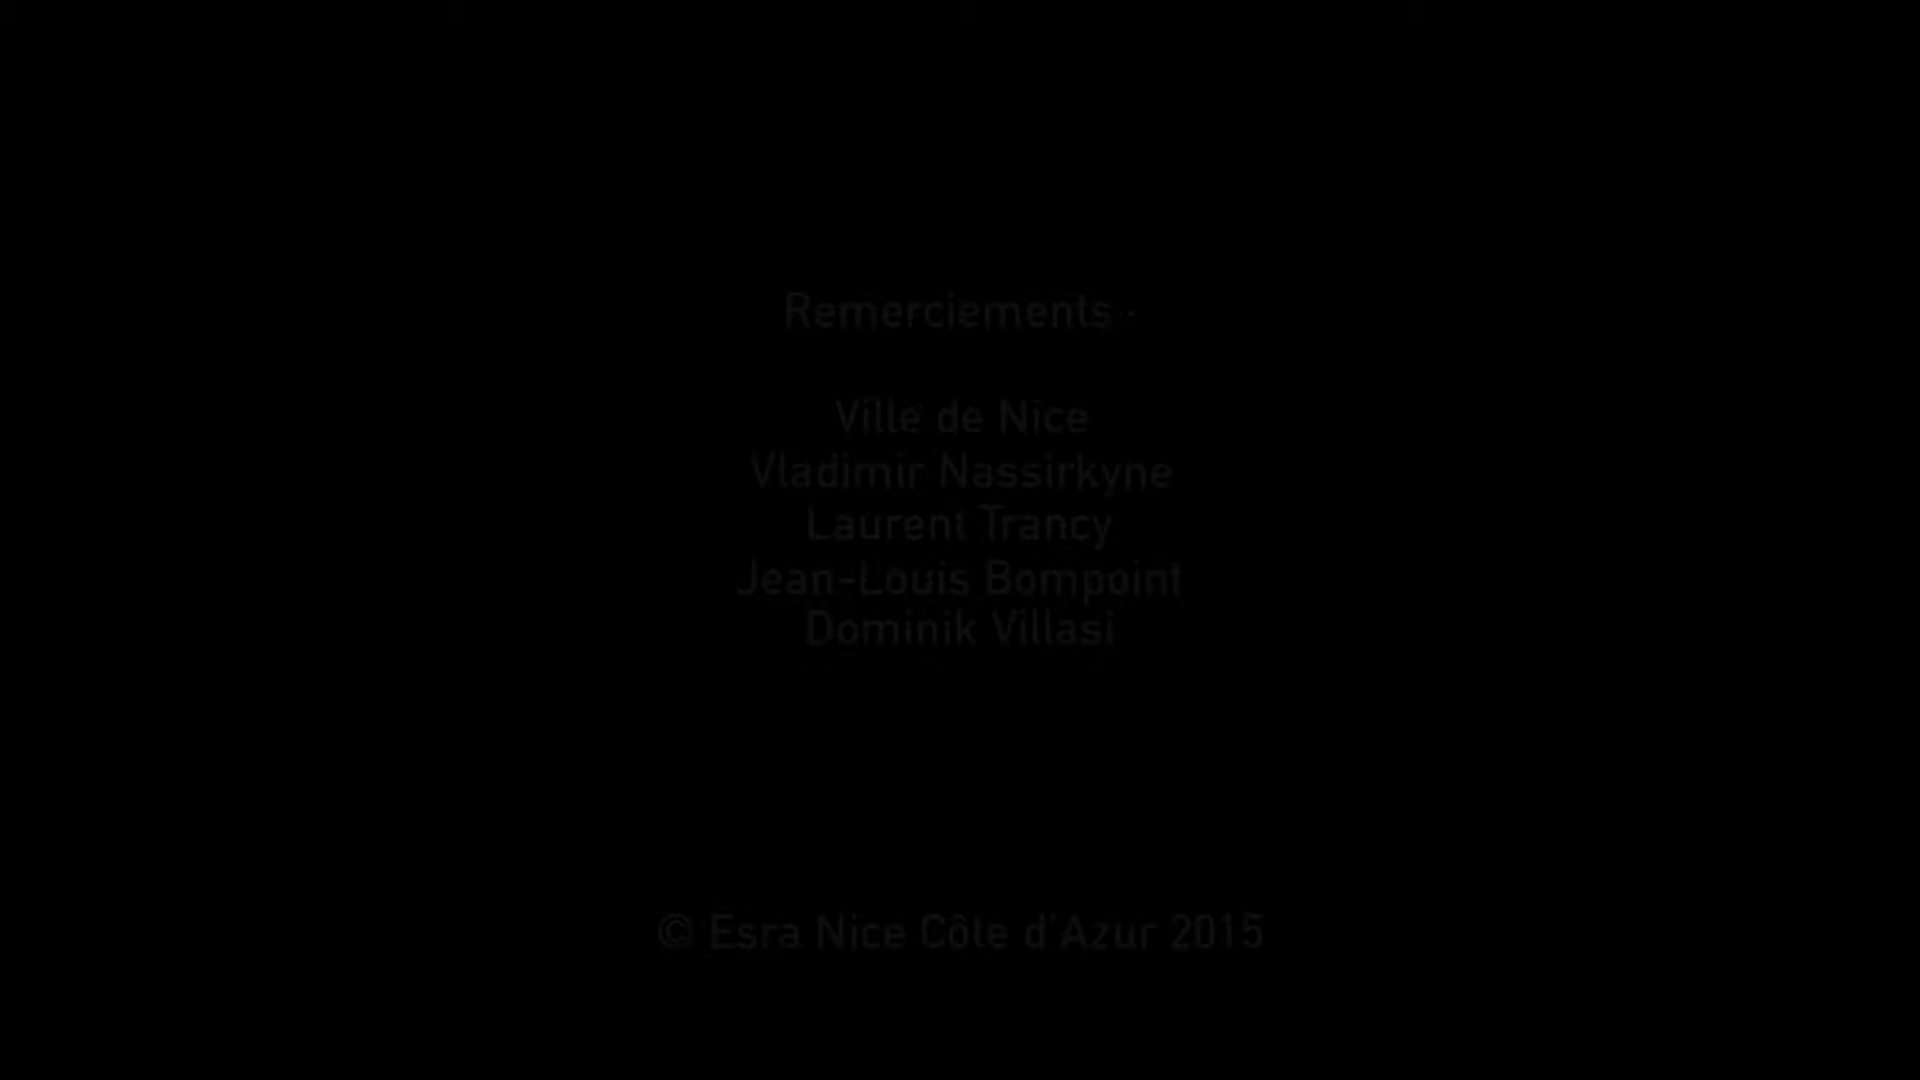 Remerciements :
Ville de Nice
Vladimir Nassirkyne
Laurent Trancy
Jean-Louis Bompoint
Dominik Villasi
© Esra Nice Côte d'Azur 2015